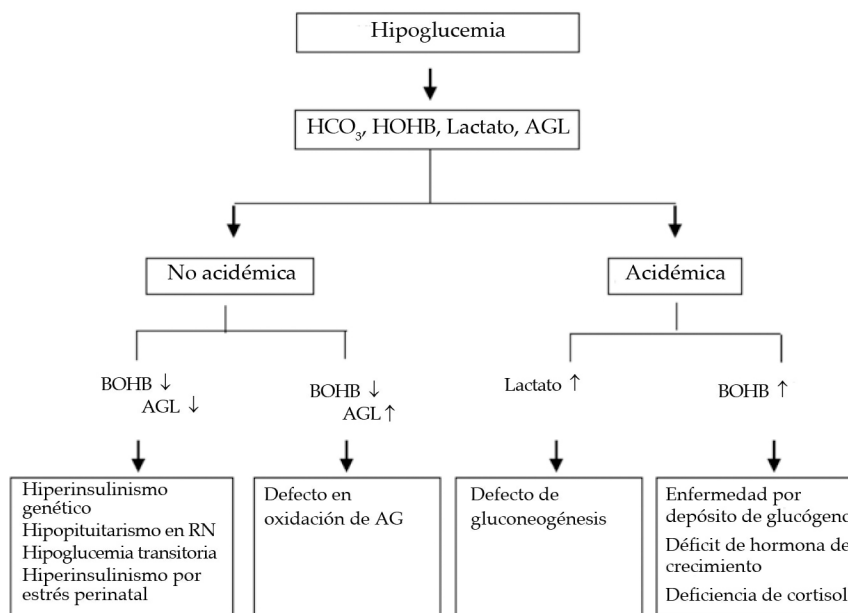 Hipoglucemia
HCO₃, HOHB, Lactato, AGL
No acidémica
Acidémica
BOHB ↓
AGL ↓
BOHB ↓
AGL ↑
Lactato ↑
BOHB ↑
Hiperinsulinismo
genético
Hipopituitarismo en RN
Hipoglucemia transitoria
Hiperinsulinismo por
estrés perinatal
Defecto en
oxidación de AG
Defecto de
gluconeogénesis
Enfermedad por
depósito de glucógeno
Déficit de hormona de
crecimiento
Deficiencia de cortisol